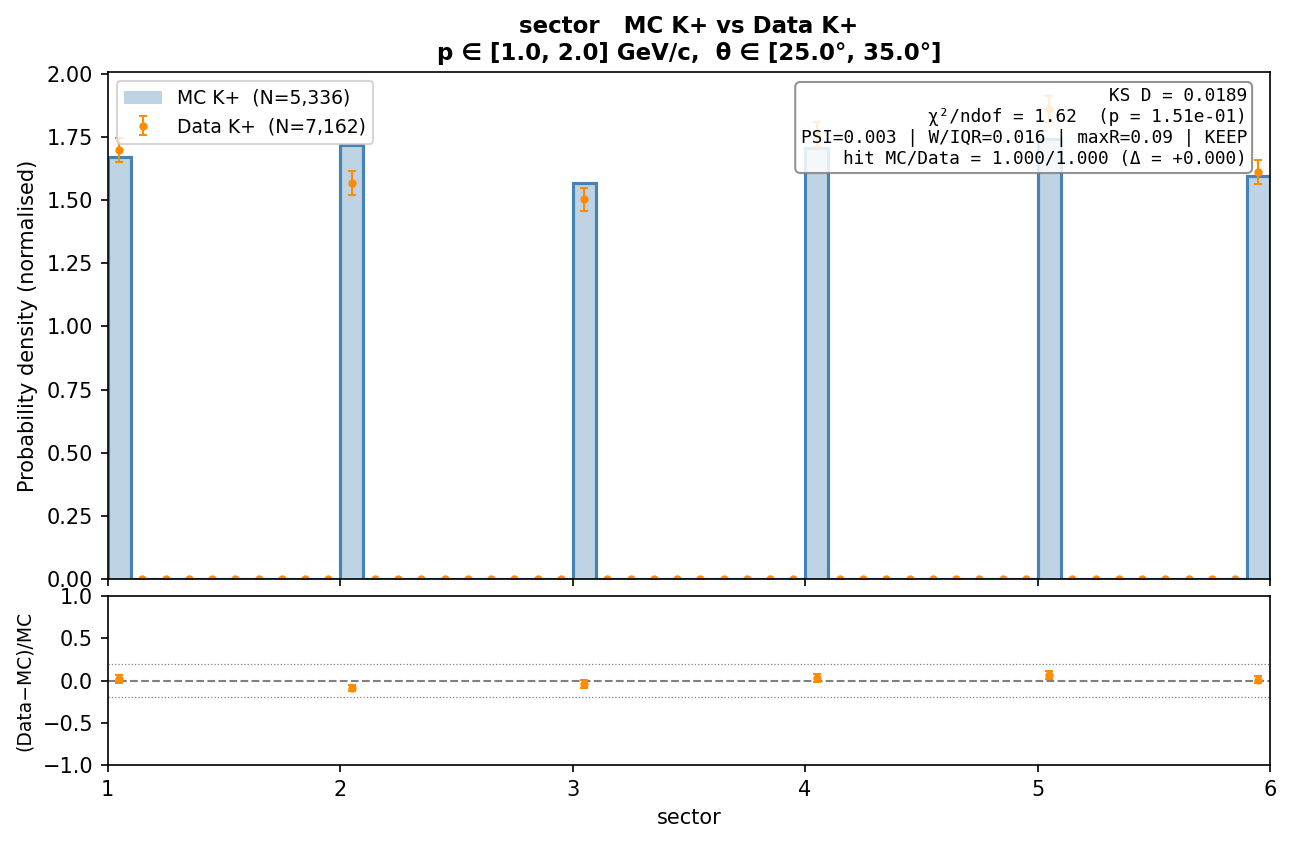 sector   MC K+ vs Data K+
p ∈ [1.0, 2.0] GeV/c,  θ ∈ [25.0°, 35.0°]
MC K+  (N=5,336)
Data K+  (N=7,162)
KS D = 0.0189
χ²/ndof = 1.62  (p = 1.51e-01)
PSI=0.003 | W/IQR=0.016 | maxR=0.09 | KEEP
hit MC/Data = 1.000/1.000 (Δ = +0.000)
Probability density (normalised)
2.00
1.75
1.50
1.25
1.00
0.75
0.50
0.25
0.00
(Data−MC)/MC
1.0
0.5
0.0
−0.5
−1.0
1 2 3 4 5 6
sector